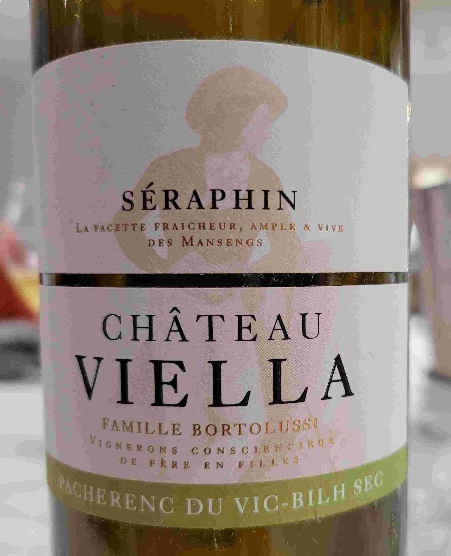 SÉRAPHIN
LA FACETTE FRAICHEUR, AMPLE & VIVE
DES MANSENGS
CHÂTEAU
VIELLA
FAMILLE BORTOLUSSI
VIGNERONS CONSCIENCIEUX
DE PÈRE EN FILLES
PACHERENC DU VIC-BILH SEC